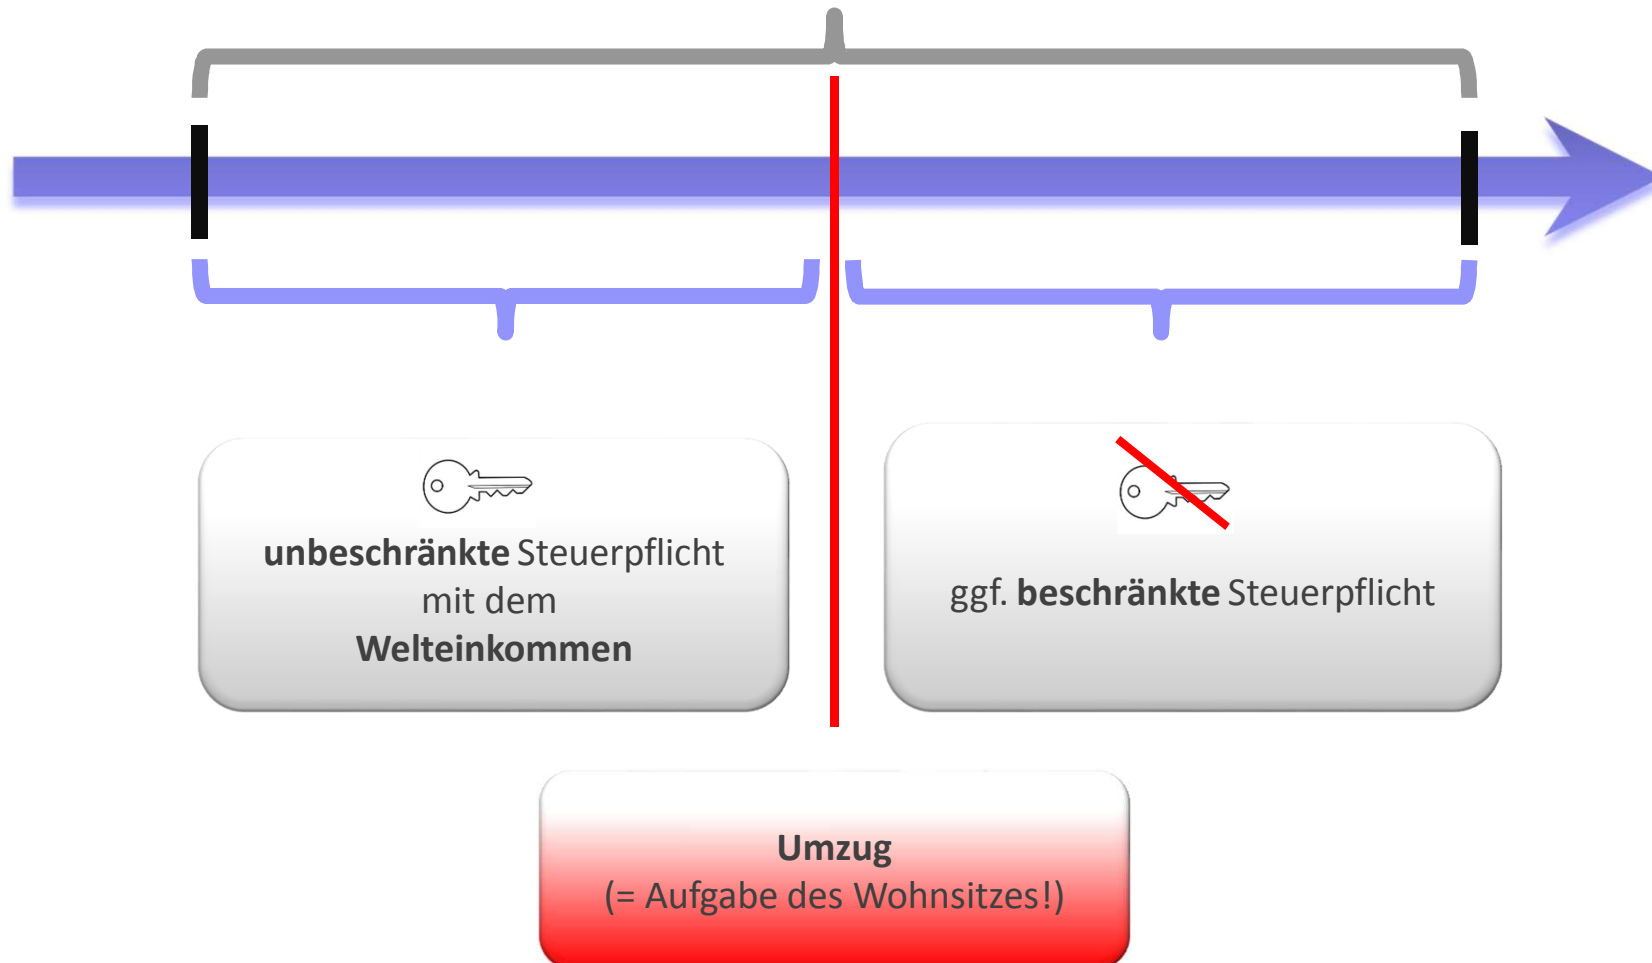 unbeschränkte Steuerpflicht
mit dem
Welteinkommen
ggf. beschränkte Steuerpflicht
Umzug
(= Aufgabe des Wohnsitzes!)